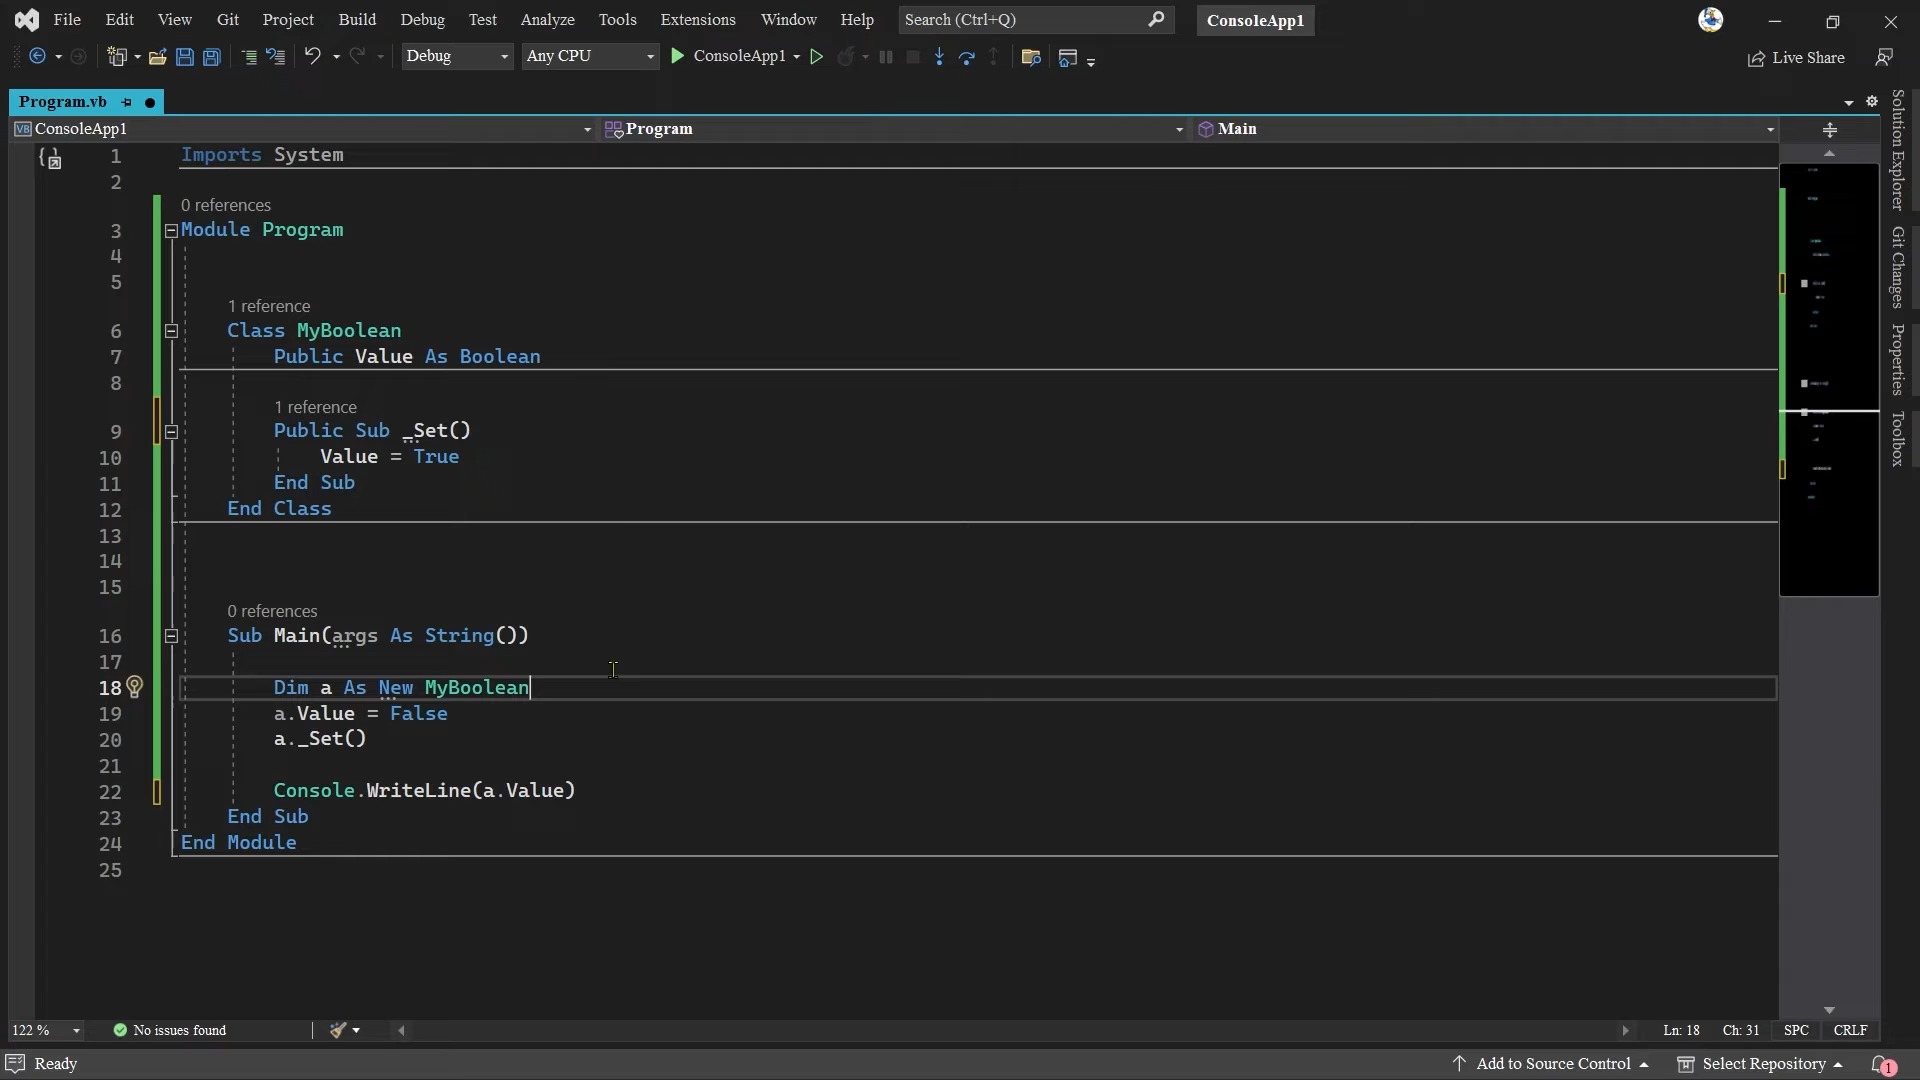 File Edit View Git Project Build Debug Test Analyze Tools Extensions Window Help Search (Ctrl+Q) ConsoleApp1
Debug Any CPU ConsoleApp1 Live Share
Program.vb
VB ConsoleApp1 Program Main
1 Imports System
2
0 references
3 Module Program
4
5
1 reference
6 Class MyBoolean
7 Public Value As Boolean
8
1 reference
9 Public Sub _Set()
10 Value = True
11 End Sub
12 End Class
13
14
15
0 references
16 Sub Main(args As String())
17
18 Dim a As New MyBoolean
19 a.Value = False
20 a._Set()
21
22 Console.WriteLine(a.Value)
23 End Sub
24 End Module
25
Solution Explorer
Git Changes
Properties
Toolbox
122 % No issues found Ln: 18 Ch: 31 SPC CRLF
Ready Add to Source Control Select Repository 1